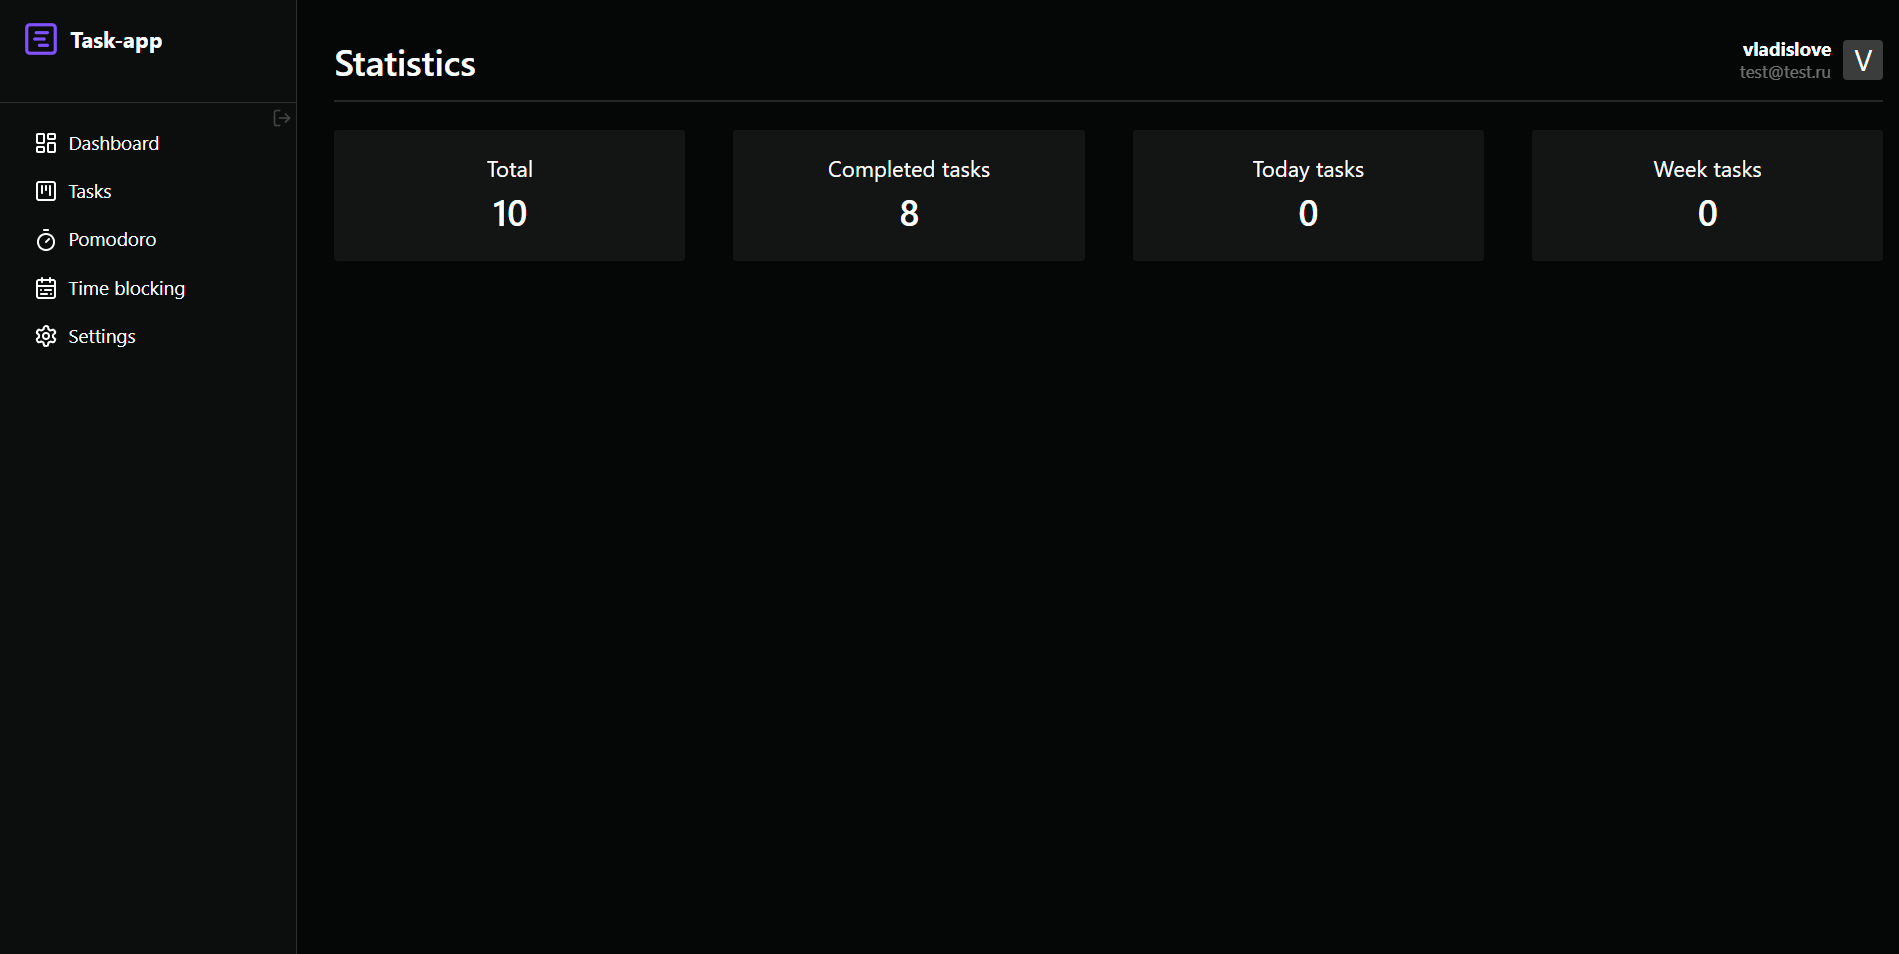 Task-app
Dashboard
Tasks
Pomodoro
Time blocking
Settings
Statistics
vladislove
test@test.ru
V
Total
10
Completed tasks
8
Today tasks
0
Week tasks
0